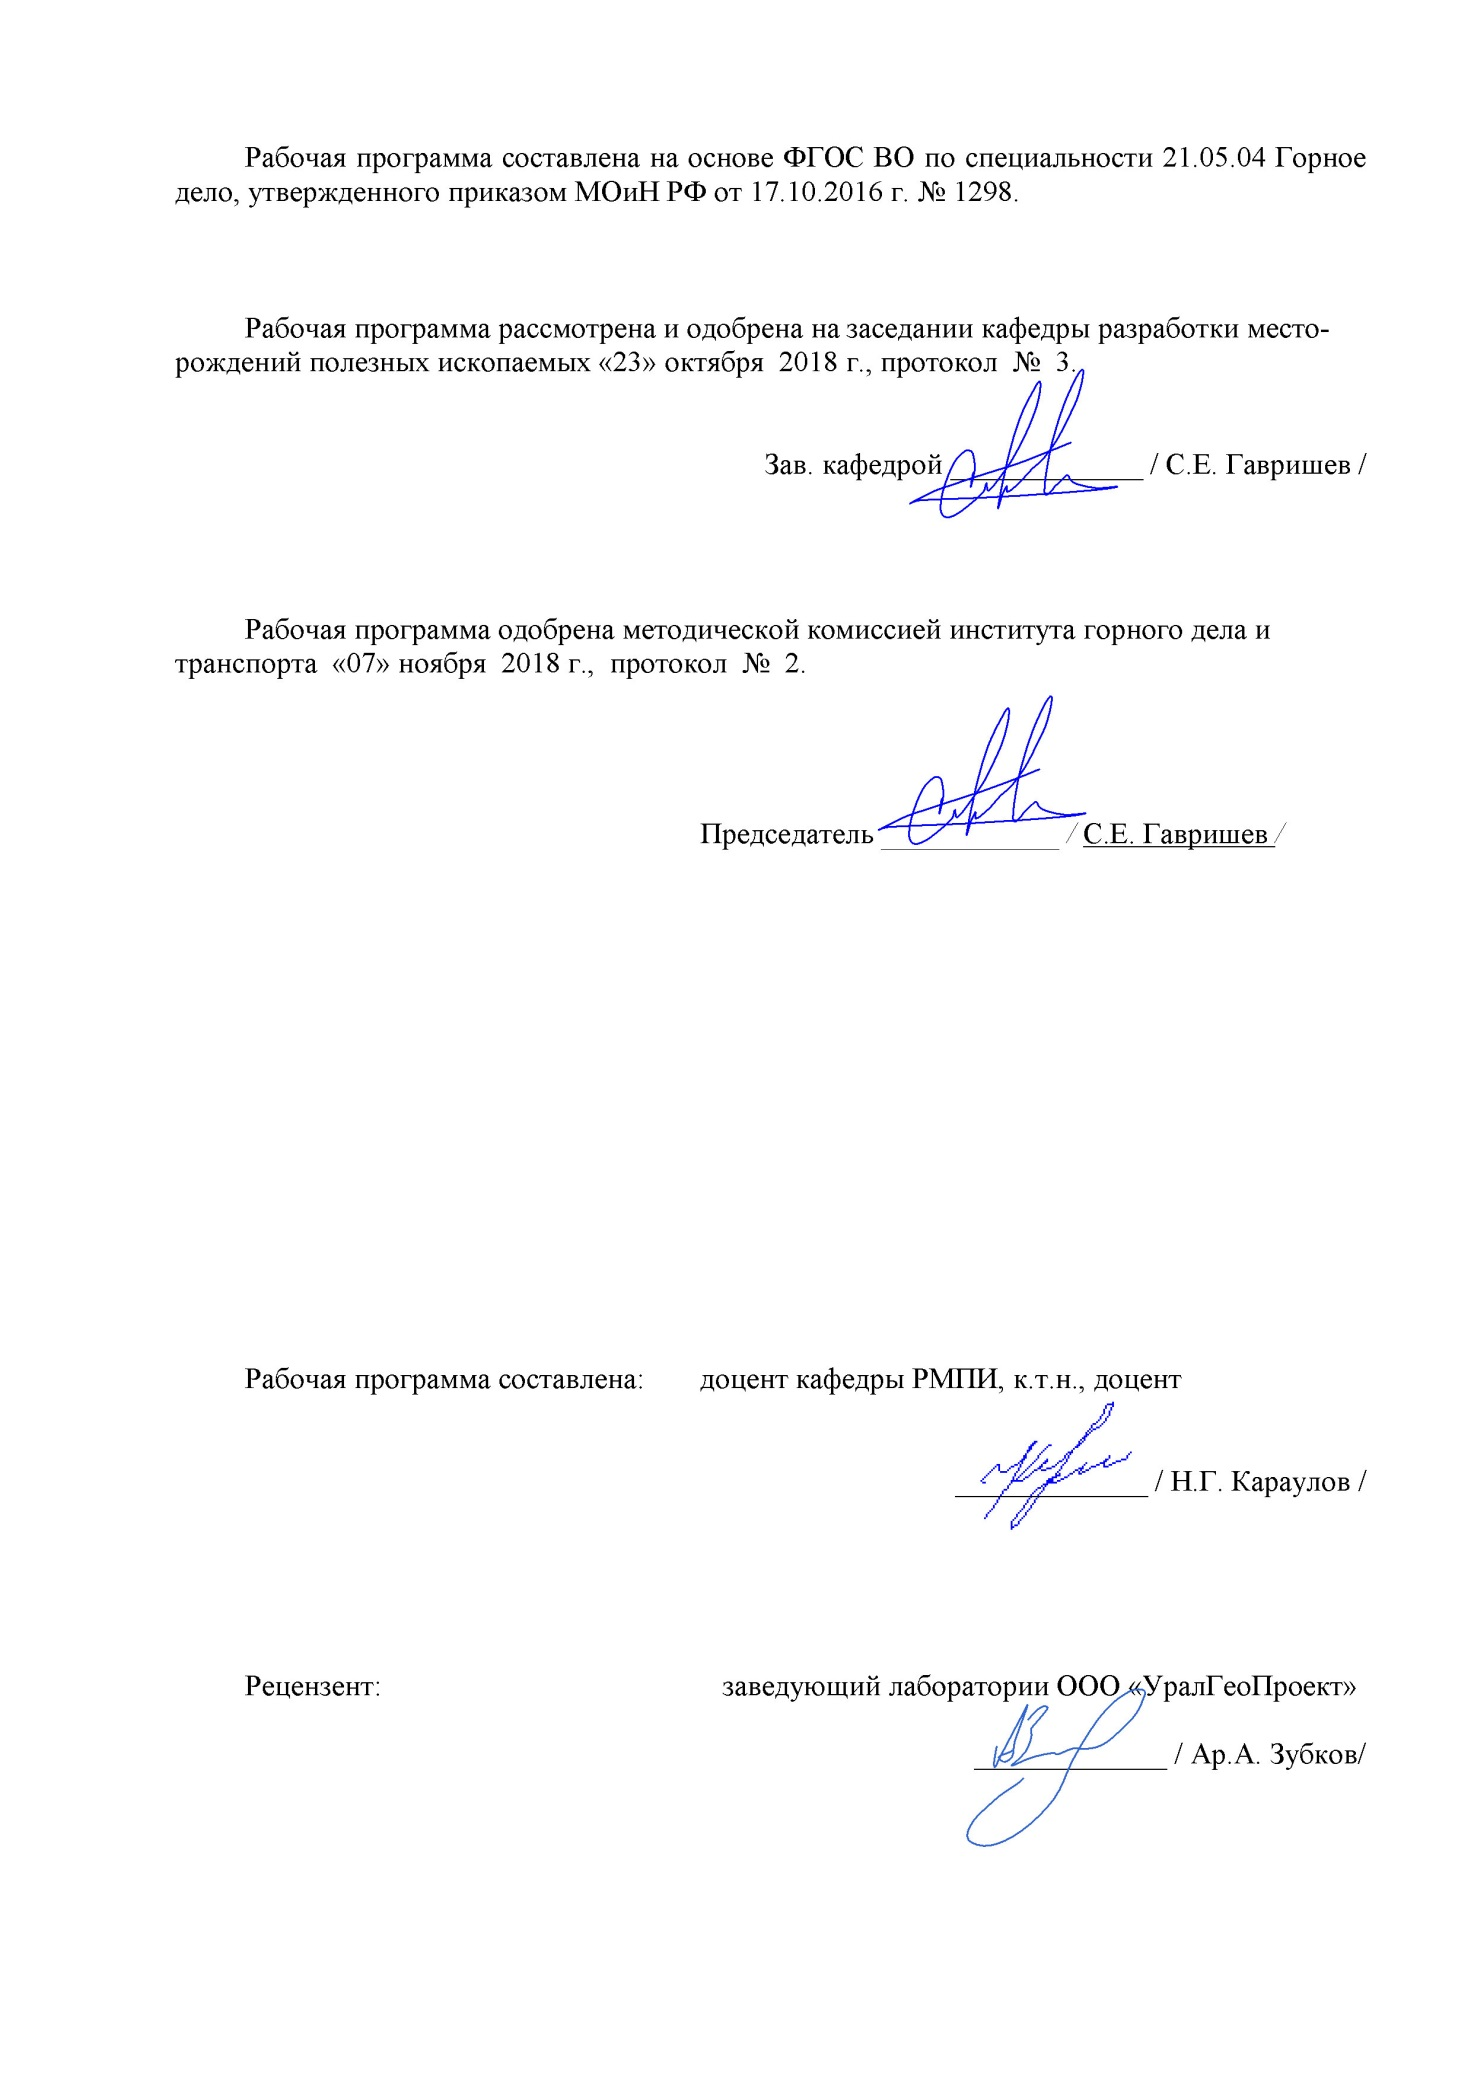 Рабочая программа составлена на основе ФГОС ВО по специальности 21.05.04 Горное
дело, утвержденного приказом МОиН РФ от 17.10.2016 г. № 1298.
Рабочая программа рассмотрена и одобрена на заседании кафедры разработки место-
рождений полезных ископаемых «23» октября 2018 г., протокол № 3.
Зав. кафедрой _____________ / С.Е. Гавришев /
Рабочая программа одобрена методической комиссией института горного дела и
транспорта «07» ноября 2018 г., протокол № 2.
Председатель ____________ / С.Е. Гавришев /
Рабочая программа составлена: доцент кафедры РМПИ, к.т.н., доцент
_____________ / Н.Г. Караулов /
Рецензент: заведующий лаборатории ООО «УралГеоПроект»
_____________ / Ар.А. Зубков/